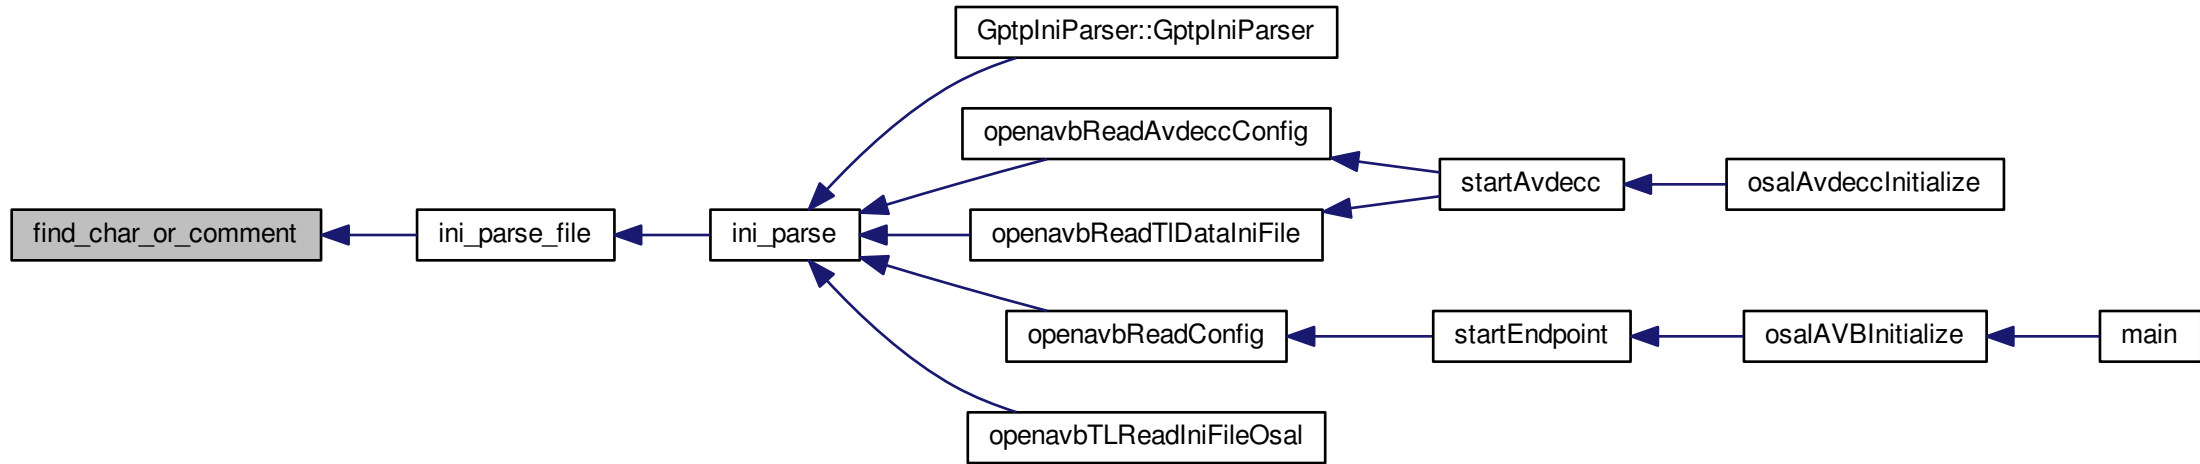 GptpIniParser::GptpIniParser
openavbReadAvdeccConfig
startAvdecc
osalAvdeccInitialize
find_char_or_comment
ini_parse_file
ini_parse
openavbReadTlDataIniFile
openavbReadConfig
startEndpoint
osalAVBInitialize
main
openavbTLReadIniFileOsal